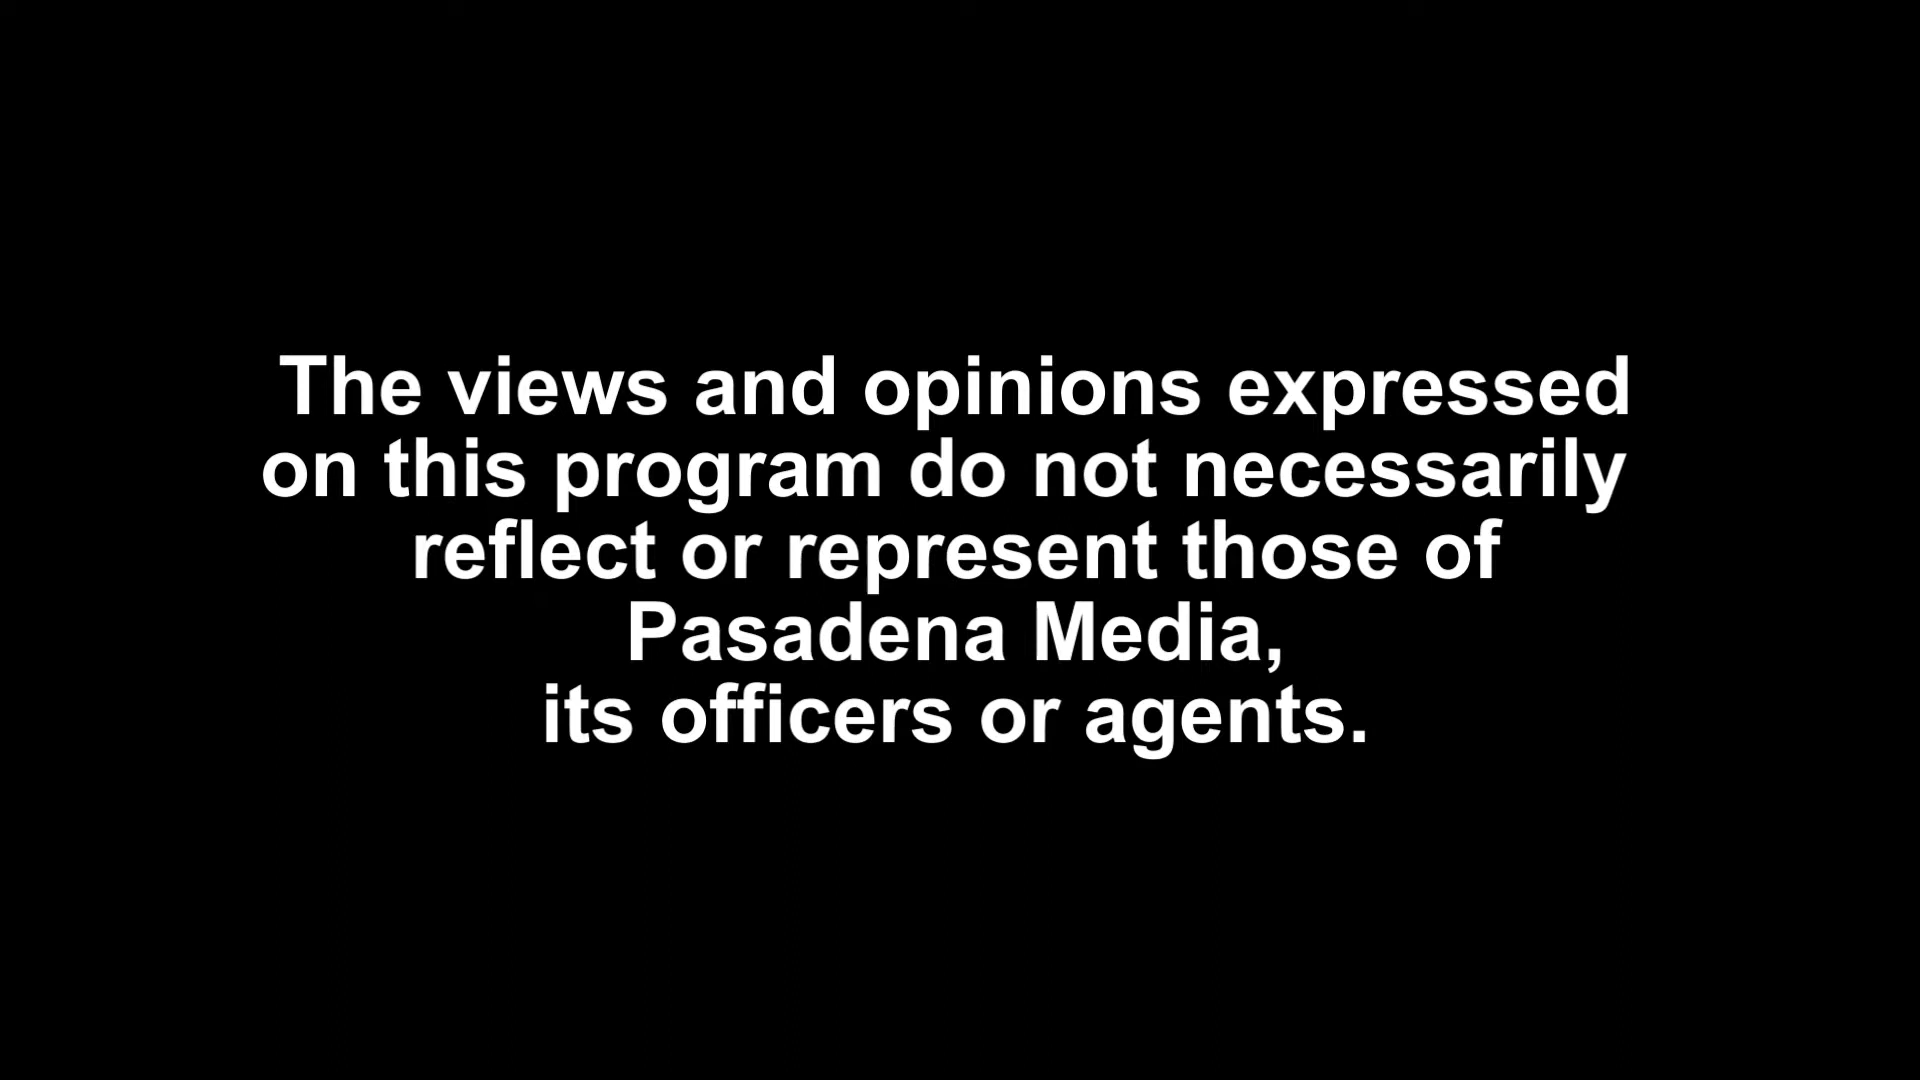 The views and opinions expressed
on this program do not necessarily
reflect or represent those of
Pasadena Media,
its officers or agents.